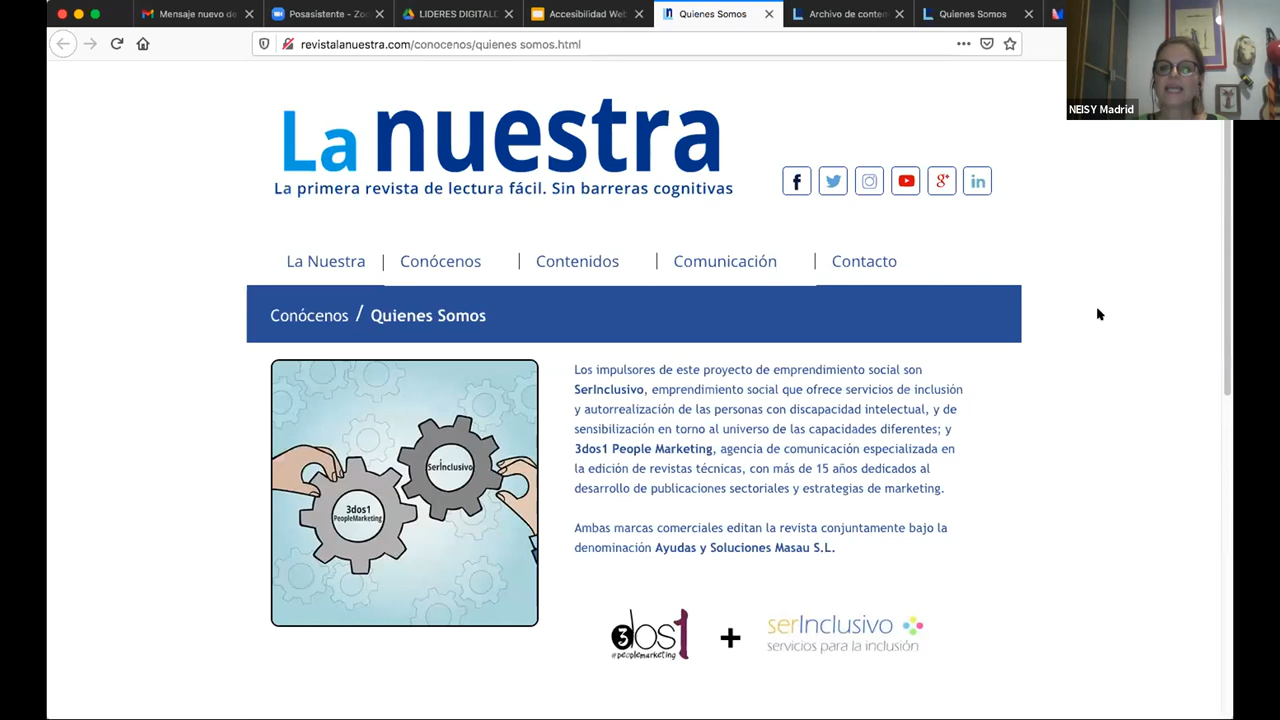 Mensaje nuevo de
Posasistente - Zoo
LIDERES DIGITALD
Accesibilidad Web
Quienes Somos
Archivo de conten
Quienes Somos
revistalanuestra.com/conocenos/quienes somos.html
NEISY Madrid
La nuestra
La primera revista de lectura fácil. Sin barreras cognitivas
La Nuestra | Conócenos | Contenidos | Comunicación | Contacto
Conócenos / Quienes Somos
Los impulsores de este proyecto de emprendimiento social son
SerInclusivo, emprendimiento social que ofrece servicios de inclusión
y autorrealización de las personas con discapacidad intelectual, y de
sensibilización en torno al universo de las capacidades diferentes; y
3dos1 People Marketing, agencia de comunicación especializada en
la edición de revistas técnicas, con más de 15 años dedicados al
desarrollo de publicaciones sectoriales y estrategias de marketing.
Ambas marcas comerciales editan la revista conjuntamente bajo la
denominación Ayudas y Soluciones Masau S.L.
SerInclusivo
3dos1
PeopleMarketing
3dos1
#peoplemarketing
+
serInclusivo
servicios para la inclusión